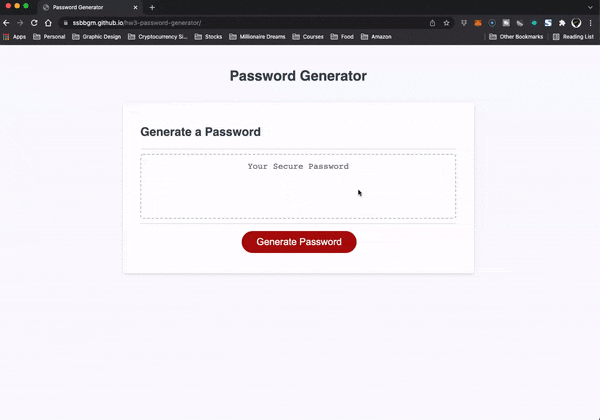 Password Generator
ssbbgm.github.io/hw3-password-generator/
Apps Personal Graphic Design Cryptocurrency Si... Stocks Millionaire Dreams Courses Food Amazon Other Bookmarks Reading List
Password Generator
Generate a Password
Your Secure Password
Generate Password